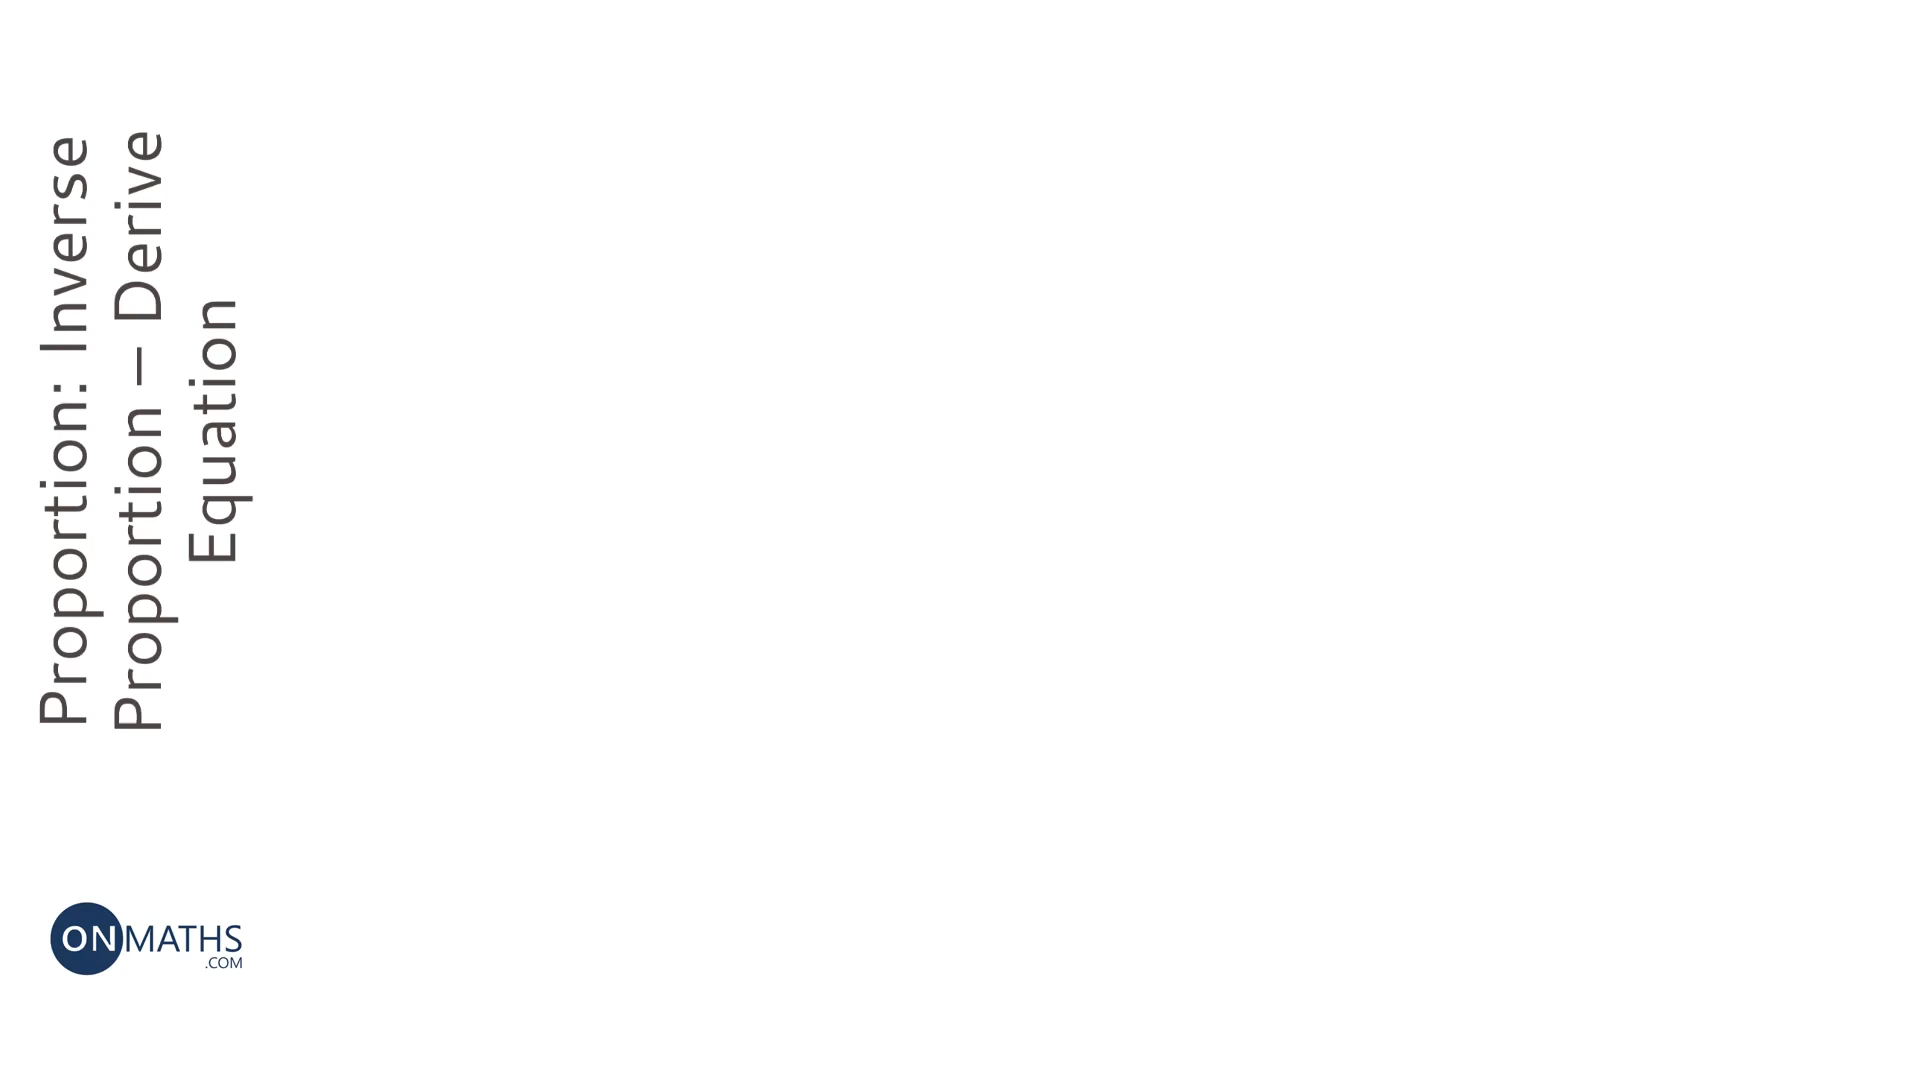 Proportion: Inverse
Proportion – Derive
Equation
ONMATHS
.COM